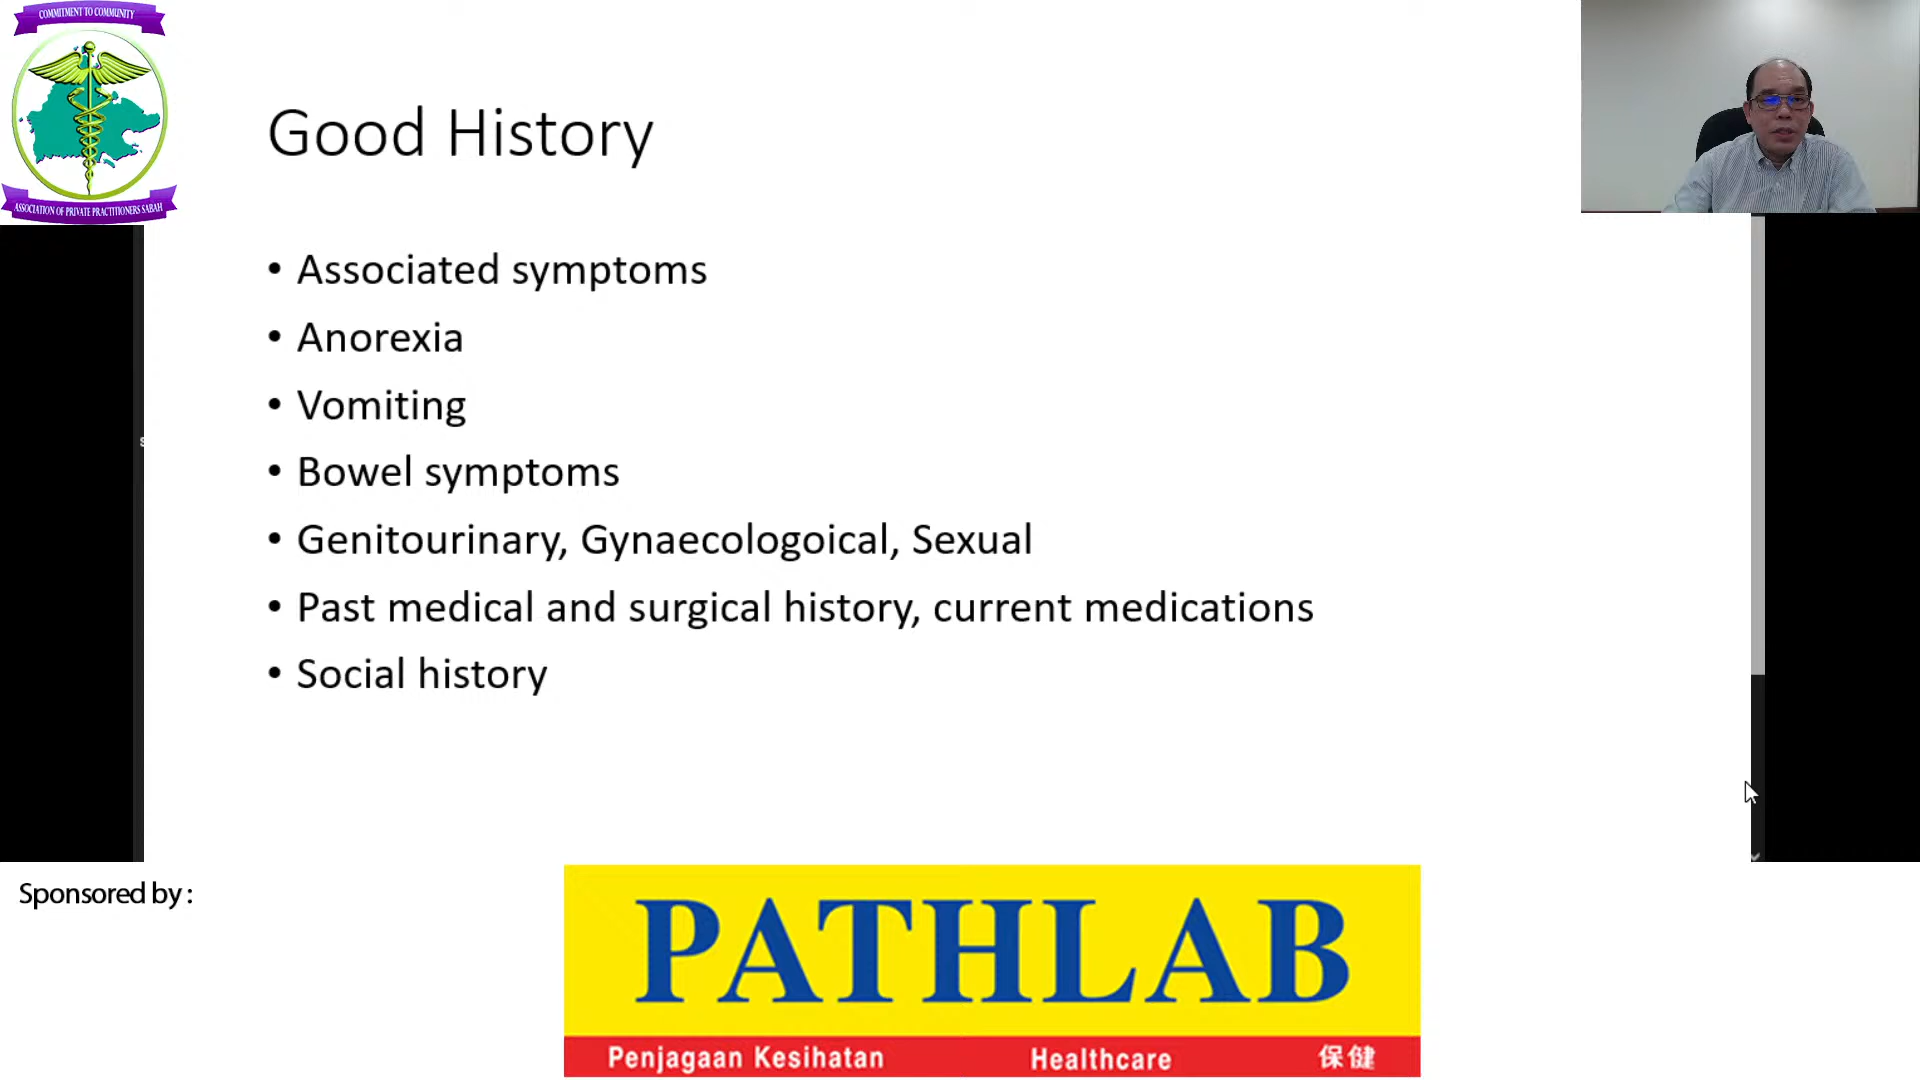 COMMITMENT TO COMMUNITY
ASSOCIATION OF PRIVATE PRACTITIONERS SABAH
Good History
• Associated symptoms
• Anorexia
• Vomiting
• Bowel symptoms
• Genitourinary, Gynaecologoical, Sexual
• Past medical and surgical history, current medications
• Social history
Sponsored by :
PATHLAB
Penjagaan Kesihatan Healthcare 保健